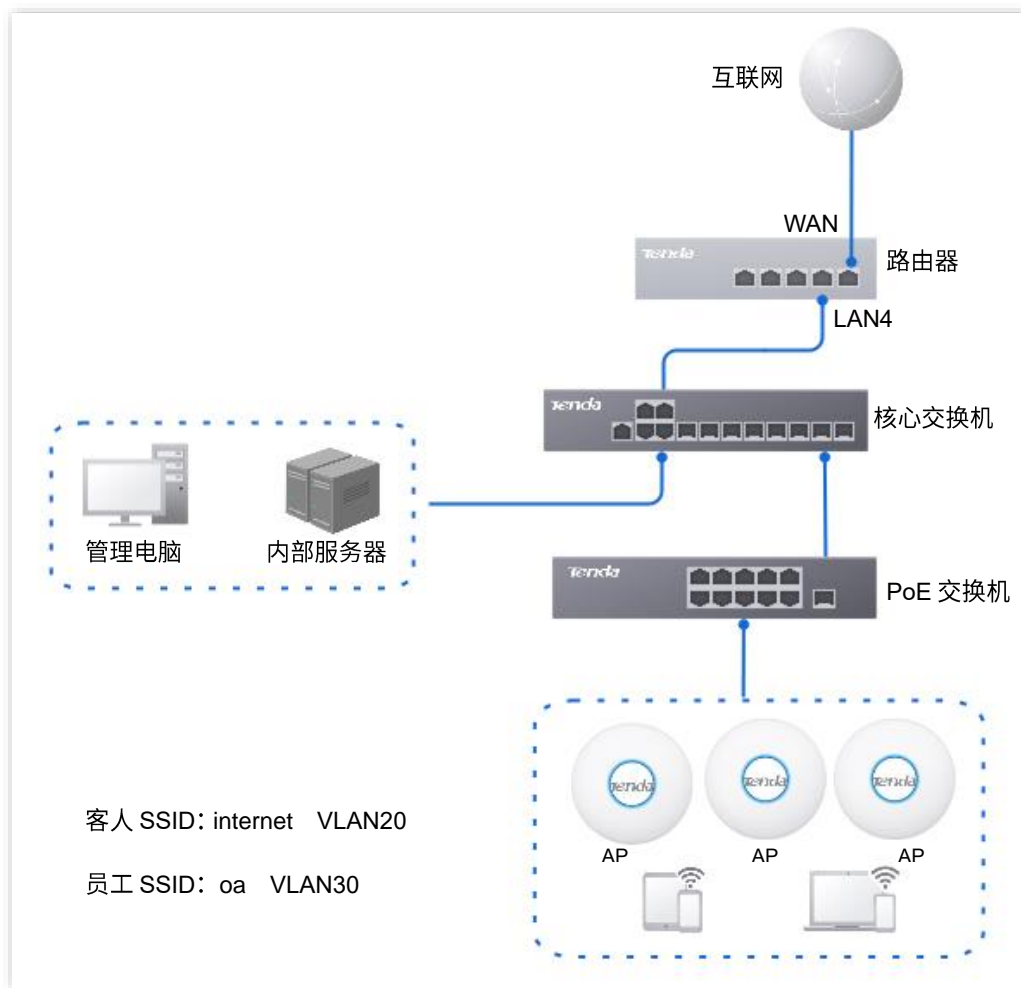 互联网
WAN
Tenda
路由器
LAN4
Tenda
核心交换机
管理电脑
内部服务器
Tenda
PoE 交换机
Tenda
Tenda
Tenda
AP
AP
AP
客人 SSID：internet VLAN20
员工 SSID：oa VLAN30